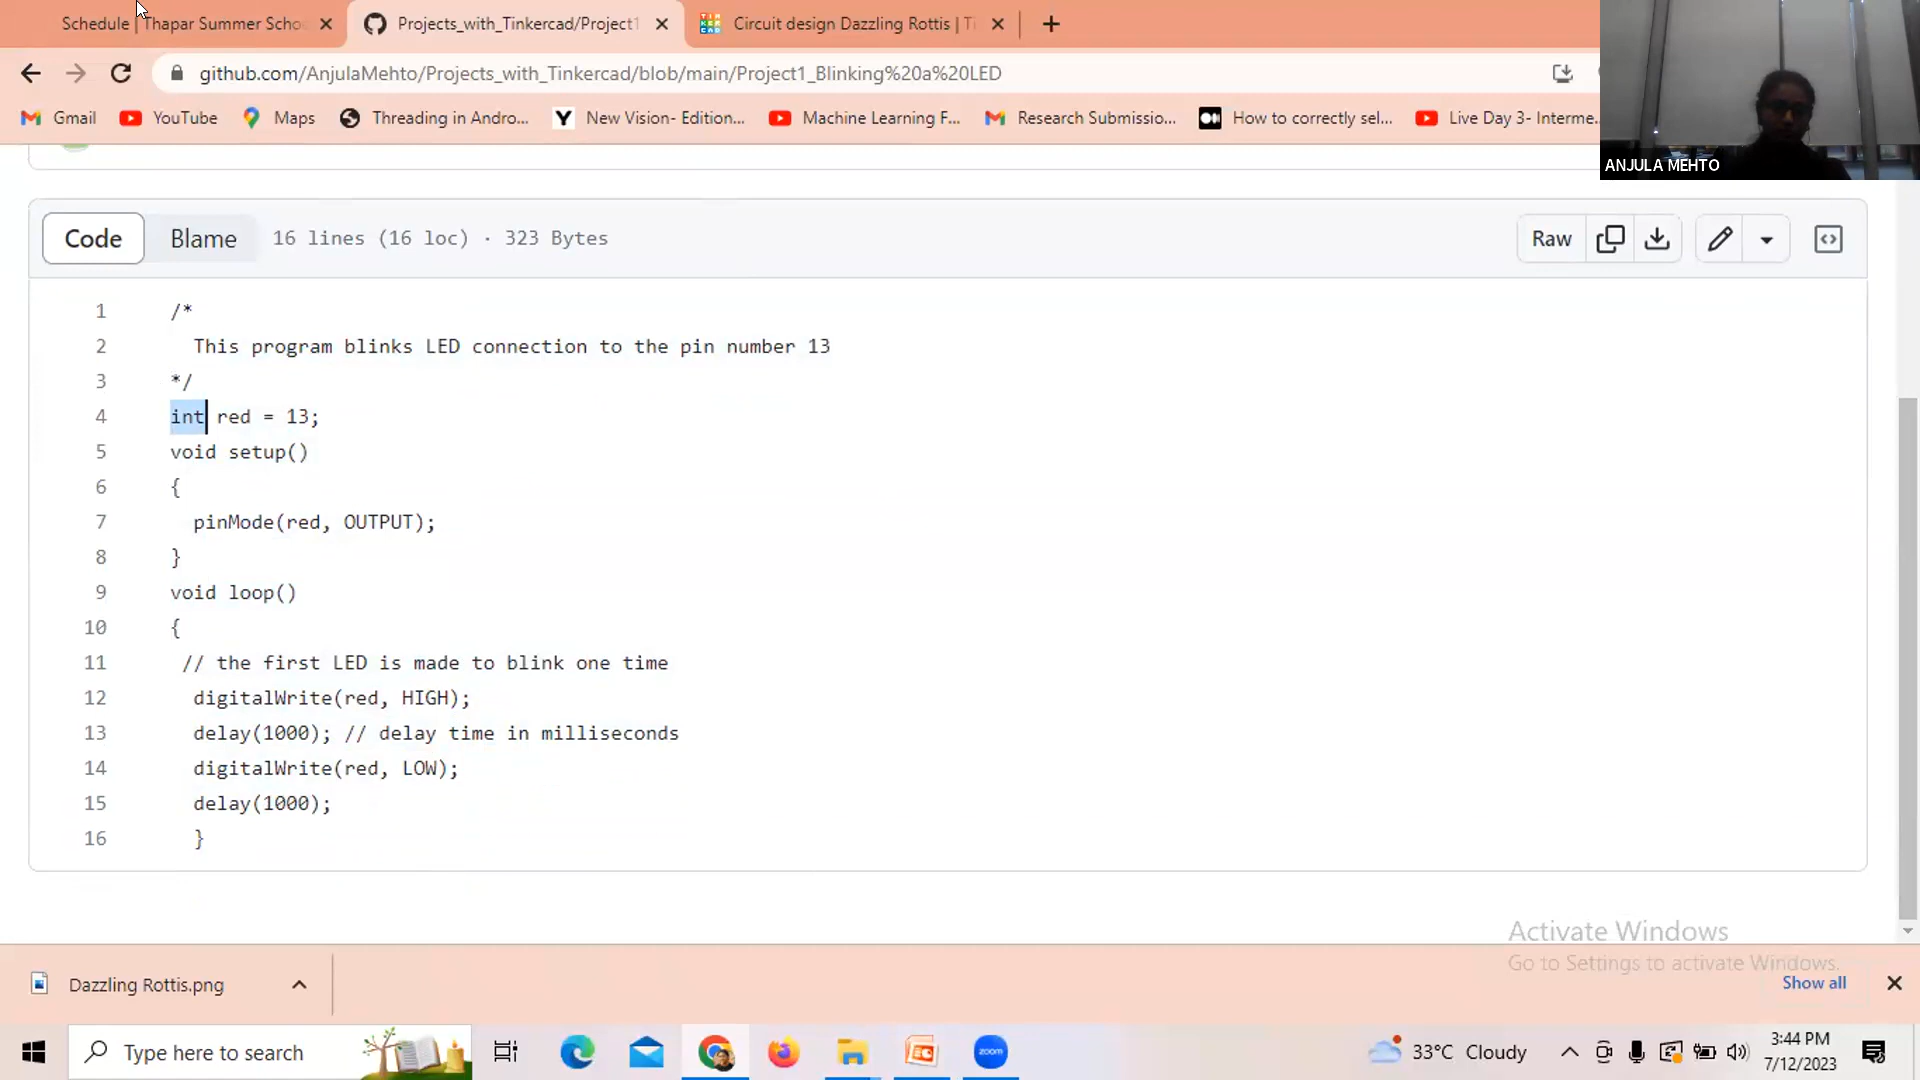 Schedule | Thapar Summer Schoo
Projects_with_Tinkercad/Project1
Circuit design Dazzling Rottis | Ti
github.com/AnjulaMehto/Projects_with_Tinkercad/blob/main/Project1_Blinking%20a%20LED
Gmail
YouTube
Maps
Threading in Andro...
New Vision- Edition...
Machine Learning F...
Research Submissio...
How to correctly sel...
Live Day 3- Interme...
ANJULA MEHTO
Code
Blame
16 lines (16 loc) · 323 Bytes
Raw
1 /*
2 This program blinks LED connection to the pin number 13
3 */
4 int red = 13;
5 void setup()
6 {
7 pinMode(red, OUTPUT);
8 }
9 void loop()
10 {
11 // the first LED is made to blink one time
12 digitalWrite(red, HIGH);
13 delay(1000); // delay time in milliseconds
14 digitalWrite(red, LOW);
15 delay(1000);
16 }
Activate Windows
Go to Settings to activate Windows.
Dazzling Rottis.png
Show all
Type here to search
zoom
33°C Cloudy
3:44 PM
7/12/2023